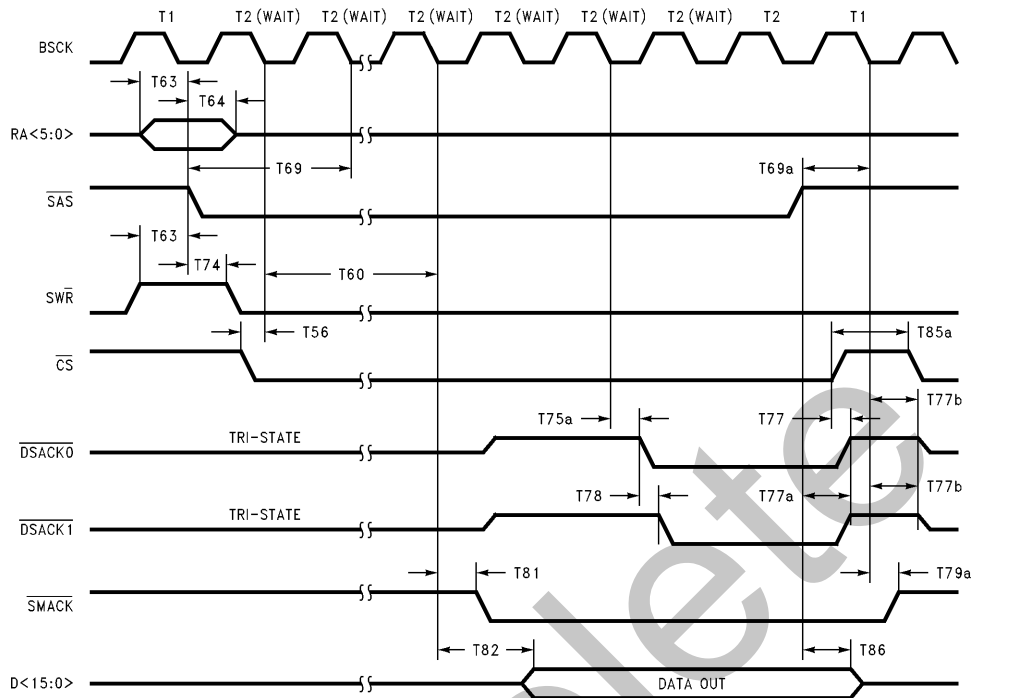 T1 T2 (WAIT) T2 (WAIT) T2 (WAIT) T2 (WAIT) T2 (WAIT) T2 (WAIT) T2 T1
BSCK
T63
T64
RA<5:0>
T69 T69a
SAS
T63
T74
T60
SWR
T56 T85a
CS
T77b
T75a T77
TRI-STATE
DSACK0
T77b
T78 T77a
TRI-STATE
DSACK1
T81 T79a
SMACK
T82 T86
D<15:0> DATA OUT
lete